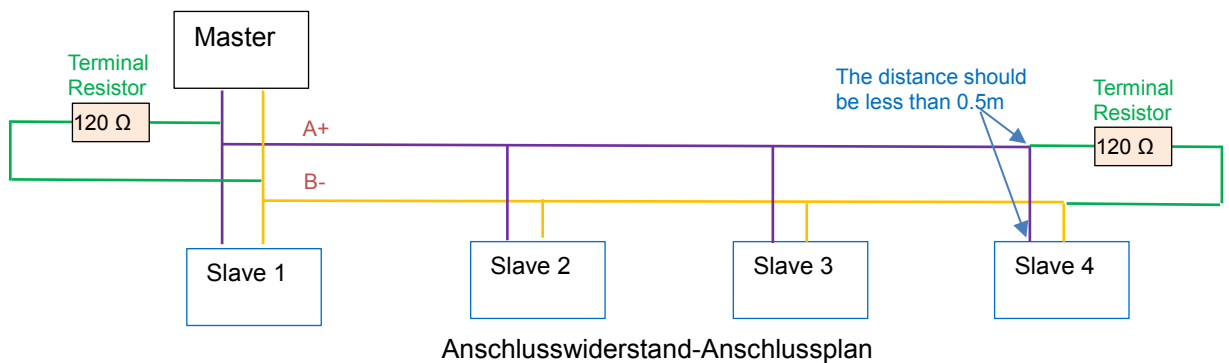 Master
Terminal
Resistor
120 Ω
A+
B-
The distance should
be less than 0.5m
Terminal
Resistor
120 Ω
Slave 1
Slave 2
Slave 3
Slave 4
Anschlusswiderstand-Anschlussplan